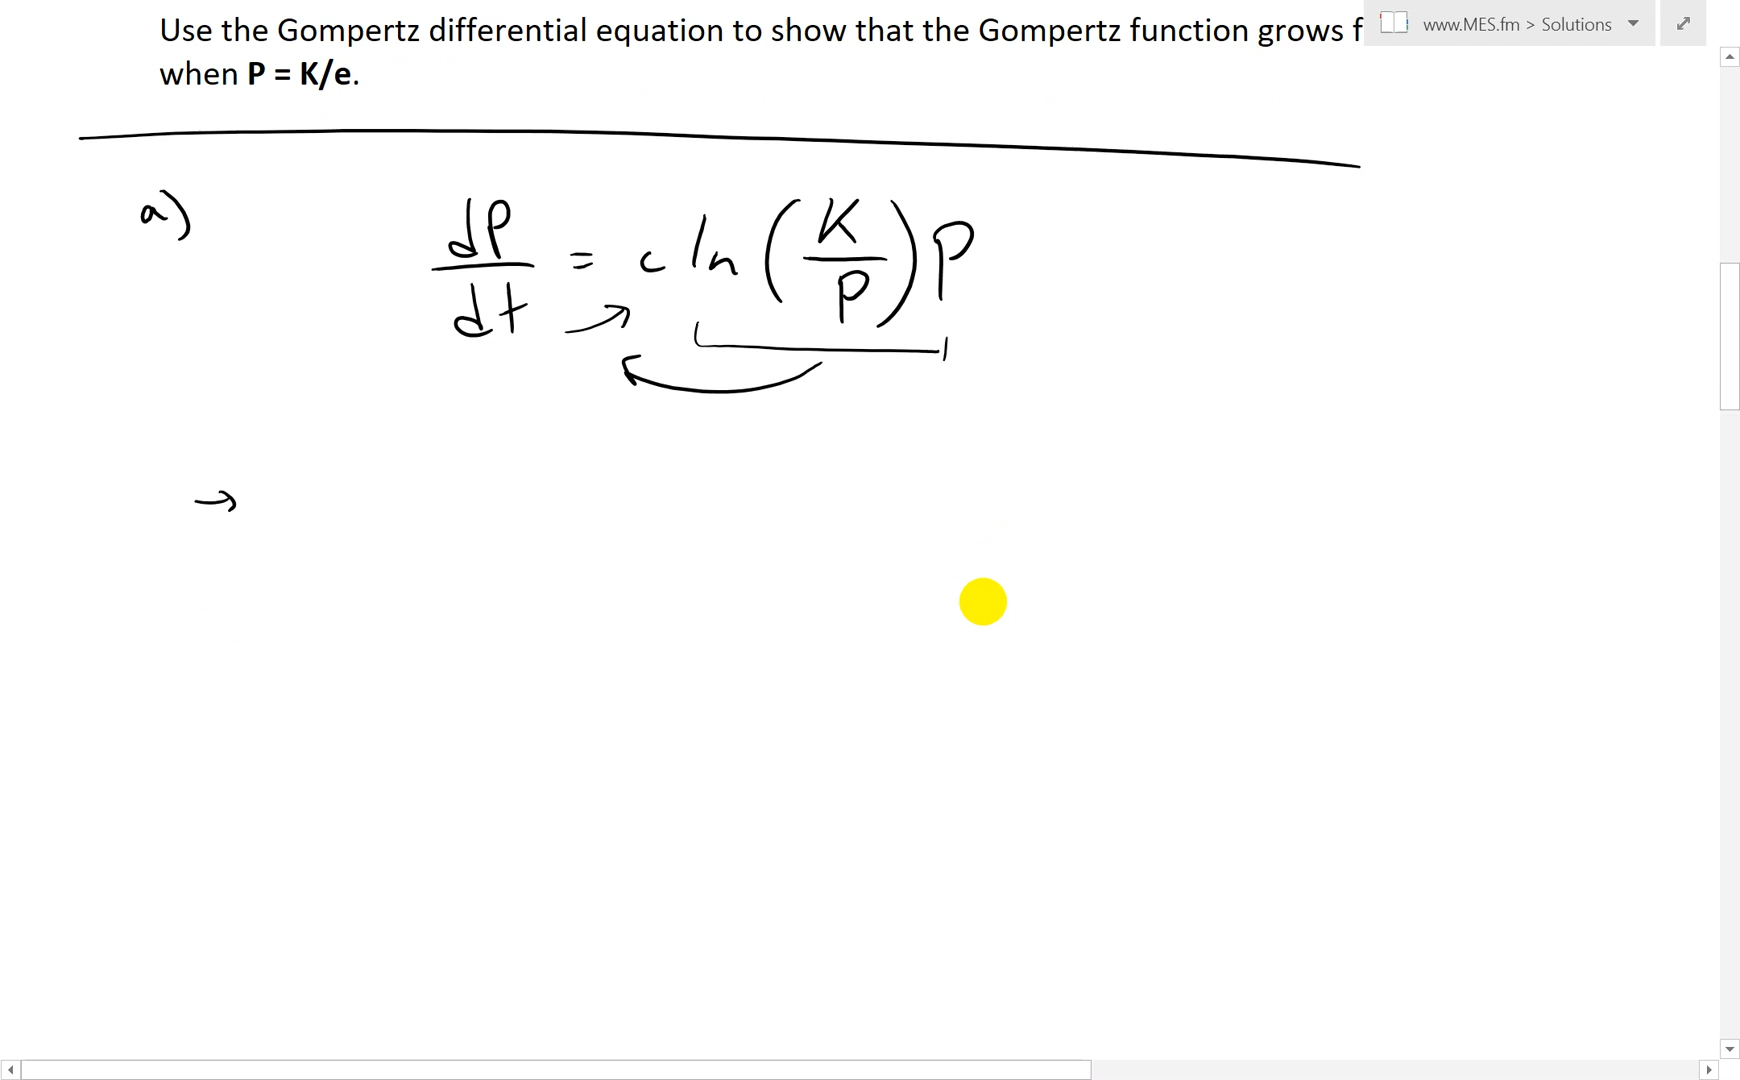 Use the Gompertz differential equation to show that the Gompertz function grows f
www.MES.fm > Solutions
when P = K/e.
a)
dP/dt = c ln(K/P)P
→